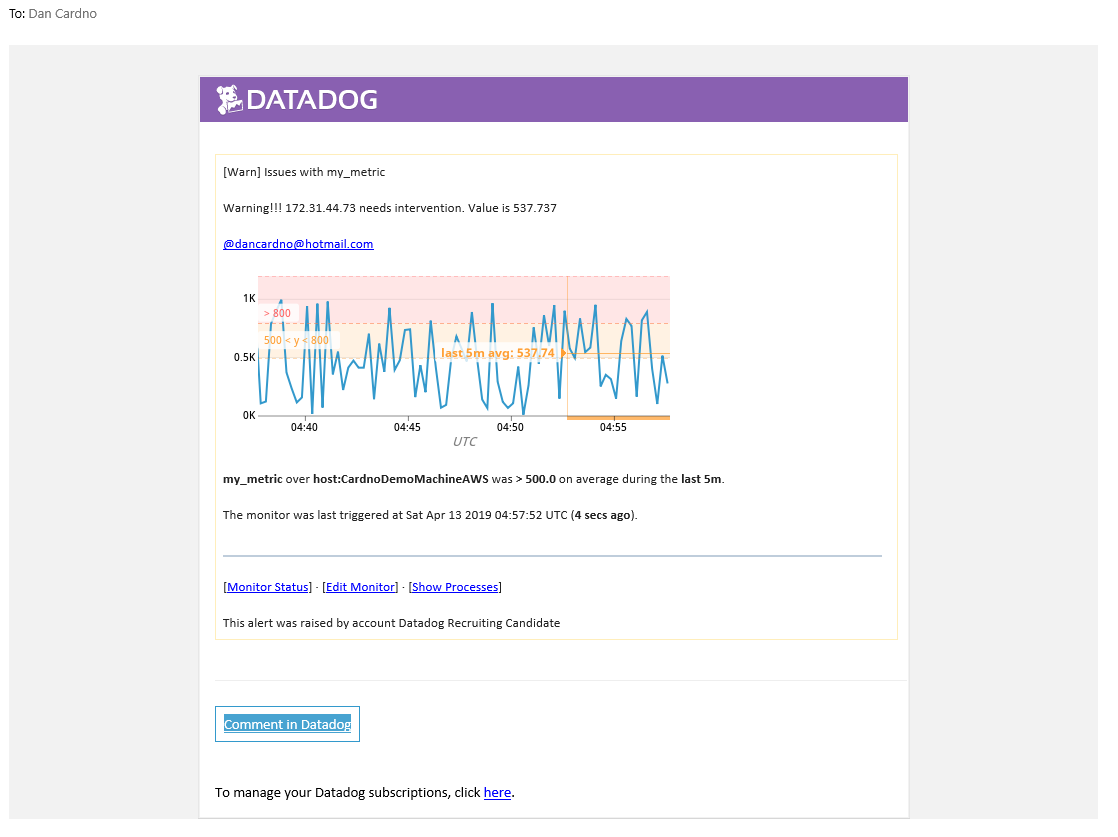 To: Dan Cardno
DATADOG
[Warn] Issues with my_metric
Warning!!! 172.31.44.73 needs intervention. Value is 537.737
@dancardno@hotmail.com
1K
> 800
500 < y < 800
0.5K
last 5m avg: 537.74
0K
04:40 04:45 04:50 04:55
UTC
my_metric over host:CardnoDemoMachineAWS was > 500.0 on average during the last 5m.
The monitor was last triggered at Sat Apr 13 2019 04:57:52 UTC (4 secs ago).
[Monitor Status] · [Edit Monitor] · [Show Processes]
This alert was raised by account Datadog Recruiting Candidate
Comment in Datadog
To manage your Datadog subscriptions, click here.